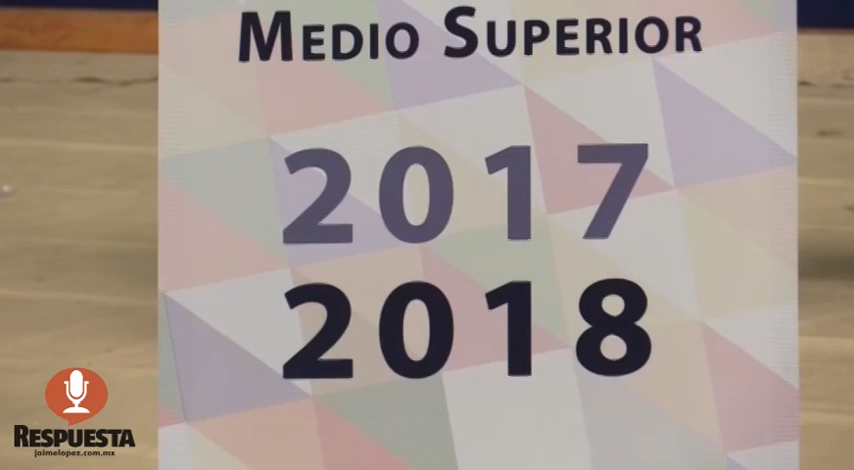 MEDIO SUPERIOR
2017
2018
RESPUESTA
jaimelopez.com.mx